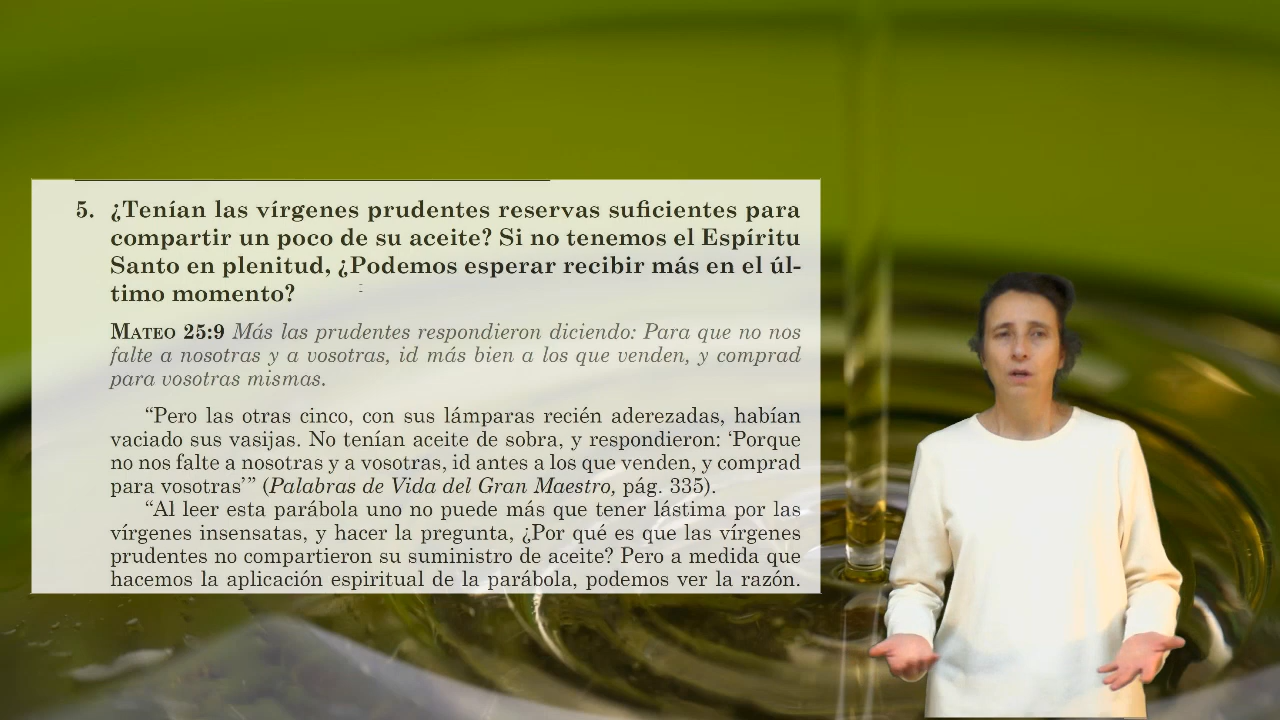 5. ¿Tenían las vírgenes prudentes reservas suficientes para
compartir un poco de su aceite? Si no tenemos el Espíritu
Santo en plenitud, ¿Podemos esperar recibir más en el úl-
timo momento?
MATEO 25:9 Más las prudentes respondieron diciendo: Para que no nos
falte a nosotras y a vosotras, id más bien a los que venden, y comprad
para vosotras mismas.
“Pero las otras cinco, con sus lámparas recién aderezadas, habían
vaciado sus vasijas. No tenían aceite de sobra, y respondieron: ‘Porque
no nos falte a nosotras y a vosotras, id antes a los que venden, y comprad
para vosotras’” (Palabras de Vida del Gran Maestro, pág. 335).
“Al leer esta parábola uno no puede más que tener lástima por las
vírgenes insensatas, y hacer la pregunta, ¿Por qué es que las vírgenes
prudentes no compartieron su suministro de aceite? Pero a medida que
hacemos la aplicación espiritual de la parábola, podemos ver la razón.